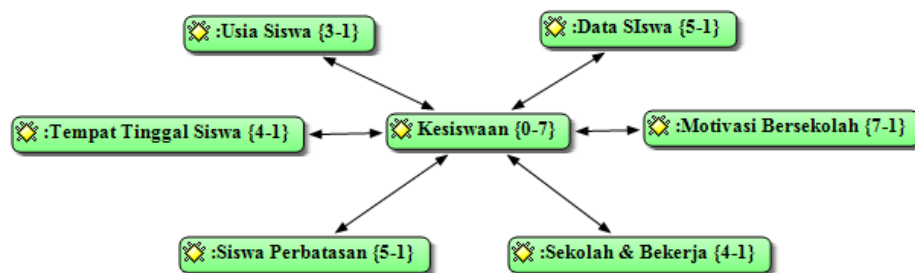 :Usia Siswa {3-1}
:Data SIswa {5-1}
:Tempat Tinggal Siswa {4-1}
Kesiswaan {0-7}
:Motivasi Bersekolah {7-1}
:Siswa Perbatasan {5-1}
:Sekolah & Bekerja {4-1}